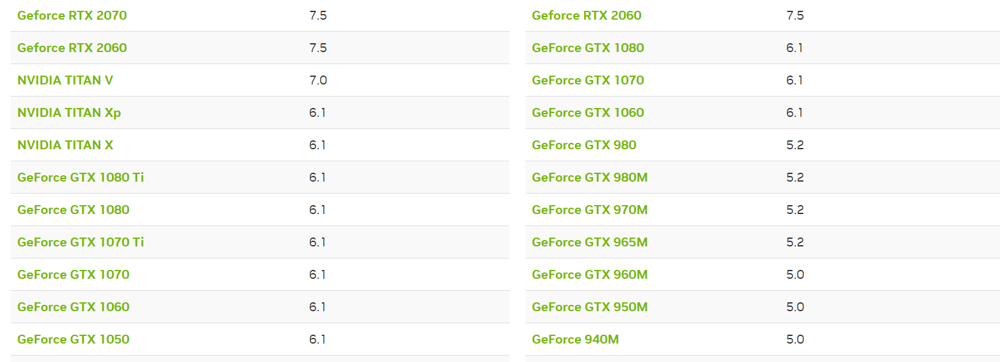 Geforce RTX 2070 7.5
Geforce RTX 2060 7.5
NVIDIA TITAN V 7.0
NVIDIA TITAN Xp 6.1
NVIDIA TITAN X 6.1
GeForce GTX 1080 Ti 6.1
GeForce GTX 1080 6.1
GeForce GTX 1070 Ti 6.1
GeForce GTX 1070 6.1
GeForce GTX 1060 6.1
GeForce GTX 1050 6.1
Geforce RTX 2060 7.5
GeForce GTX 1080 6.1
GeForce GTX 1070 6.1
GeForce GTX 1060 6.1
GeForce GTX 980 5.2
GeForce GTX 980M 5.2
GeForce GTX 970M 5.2
GeForce GTX 965M 5.2
GeForce GTX 960M 5.0
GeForce GTX 950M 5.0
GeForce 940M 5.0